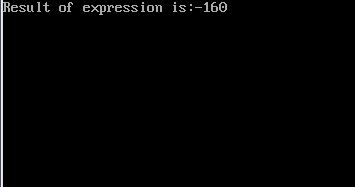 Result of expression is:-160